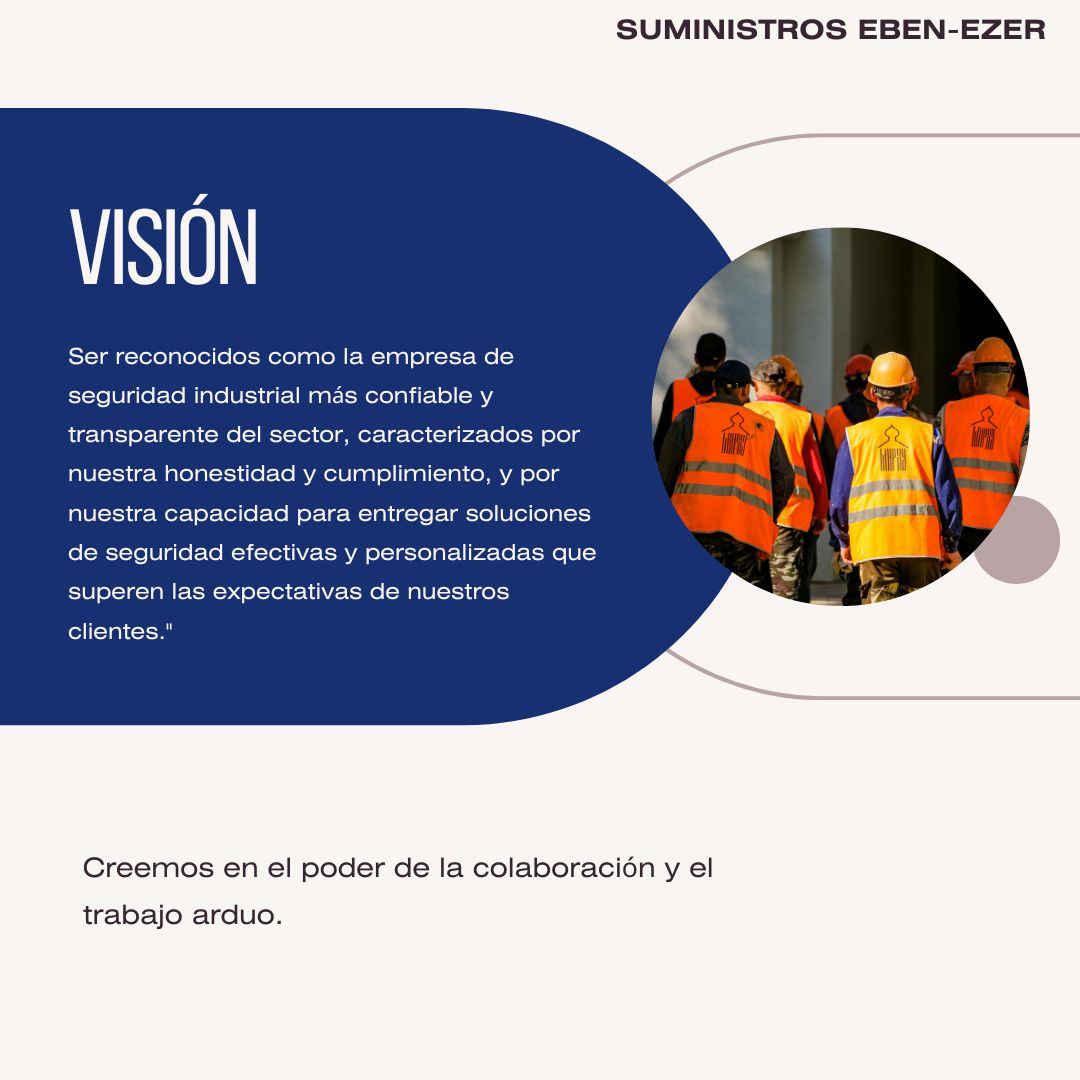 SUMINISTROS EBEN-EZER
VISIÓN
Ser reconocidos como la empresa de
seguridad industrial más confiable y
transparente del sector, caracterizados por
nuestra honestidad y cumplimiento, y por
nuestra capacidad para entregar soluciones
de seguridad efectivas y personalizadas que
superen las expectativas de nuestros
clientes."
Creemos en el poder de la colaboración y el
trabajo arduo.